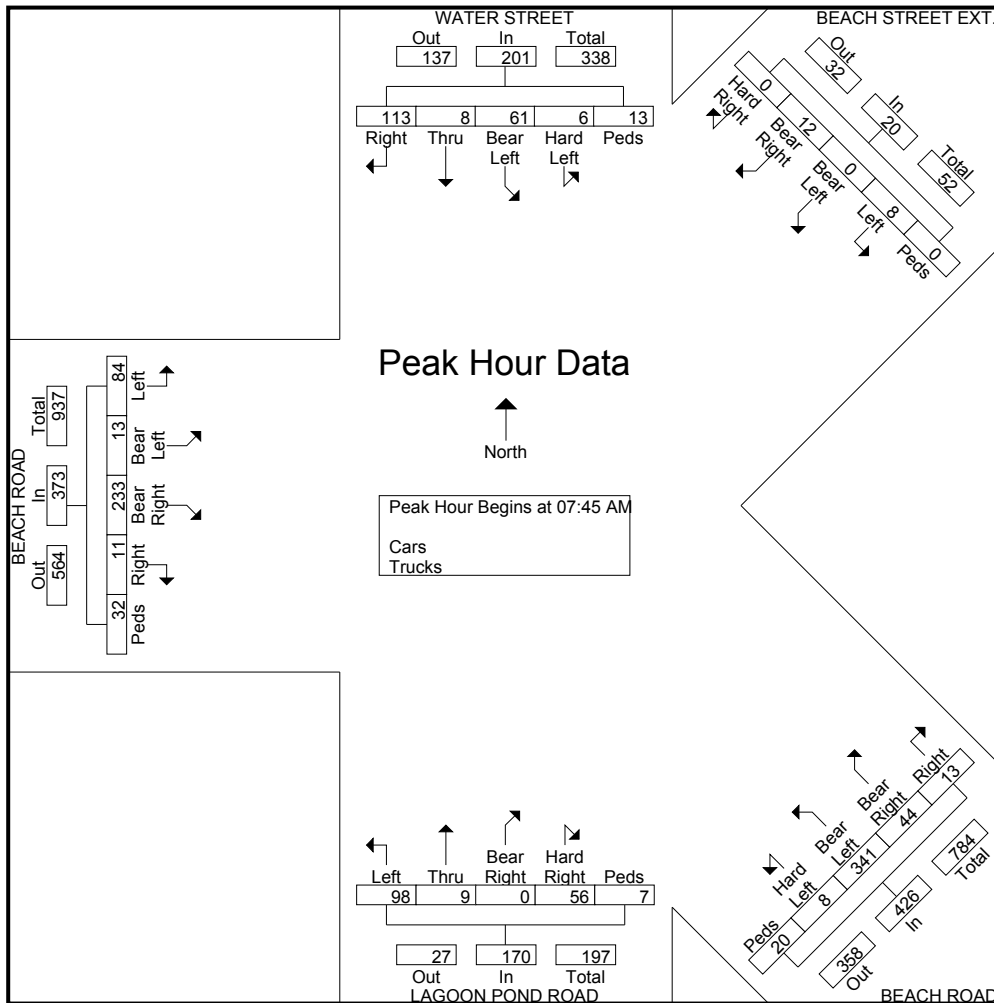 WATER STREET
Out In Total
137 201 338
113 8 61 6 13
Right Thru Bear Left Hard Left Peds
BEACH STREET EXT.
Out In Total
32 20 52
0 12 0 8 0
Hard Right Bear Right Bear Left Left Peds
BEACH ROAD
Total In Out
937 373 564
84 13 233 11 32
Left Bear Left Bear Right Right Peds
Peak Hour Data
North
Peak Hour Begins at 07:45 AM
Cars
Trucks
Right Bear Right Bear Left Hard Left Peds
13 44 341 8 20
784 426 358
Total In Out
BEACH ROAD
Left Thru Bear Right Hard Right Peds
98 9 0 56 7
27 170 197
Out In Total
LAGOON POND ROAD